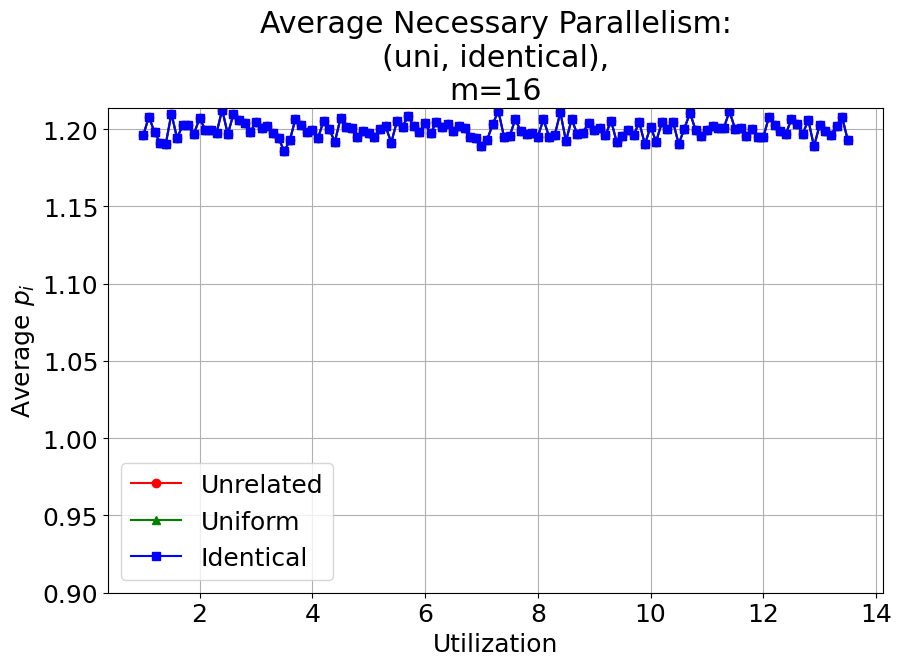 Average Necessary Parallelism:
(uni, identical),
m=16
1.20
1.15
1.10
1.05
1.00
0.95
0.90
Average p_i
Unrelated
Uniform
Identical
2 4 6 8 10 12 14
Utilization